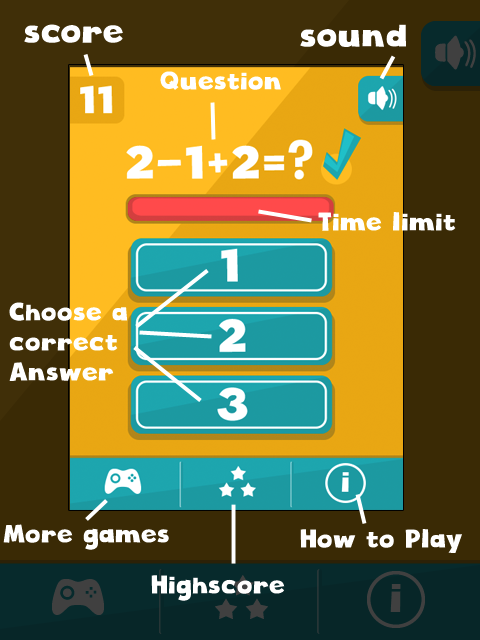 score
sound
Question
11
2-1+2=?
Time limit
1
Choose a
correct
Answer
2
3
i
More games
How to Play
Highscore
i